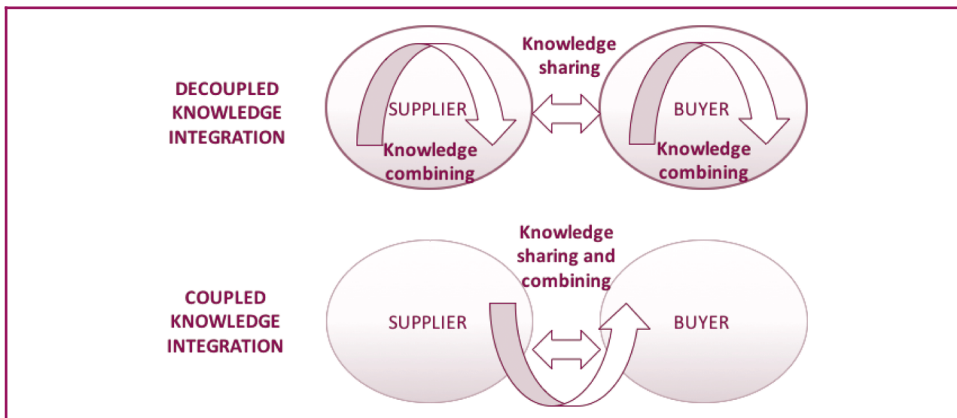 DECOUPLED
KNOWLEDGE
INTEGRATION
SUPPLIER
Knowledge
combining
Knowledge
sharing
BUYER
Knowledge
combining
COUPLED
KNOWLEDGE
INTEGRATION
SUPPLIER
Knowledge
sharing and
combining
BUYER